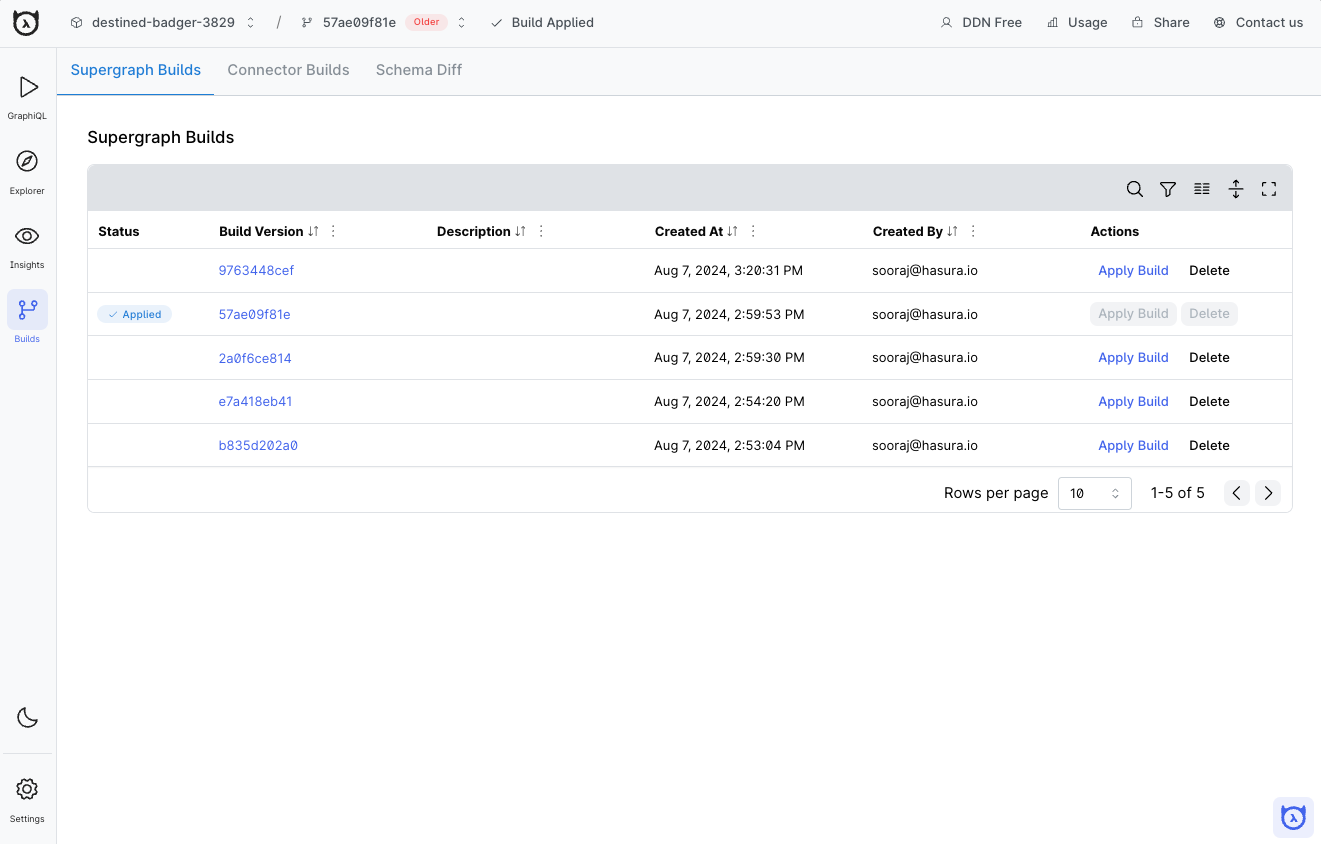 destined-badger-3829 / 57ae09f81e Older Build Applied DDN Free Usage Share Contact us
Supergraph Builds Connector Builds Schema Diff
GraphiQL
Explorer
Insights
Builds
Supergraph Builds
Status Build Version Description Created At Created By Actions
9763448cef Aug 7, 2024, 3:20:31 PM sooraj@hasura.io Apply Build Delete
Applied 57ae09f81e Aug 7, 2024, 2:59:53 PM sooraj@hasura.io Apply Build Delete
2a0f6ce814 Aug 7, 2024, 2:59:30 PM sooraj@hasura.io Apply Build Delete
e7a418eb41 Aug 7, 2024, 2:54:20 PM sooraj@hasura.io Apply Build Delete
b835d202a0 Aug 7, 2024, 2:53:04 PM sooraj@hasura.io Apply Build Delete
Rows per page 10 1-5 of 5
Settings